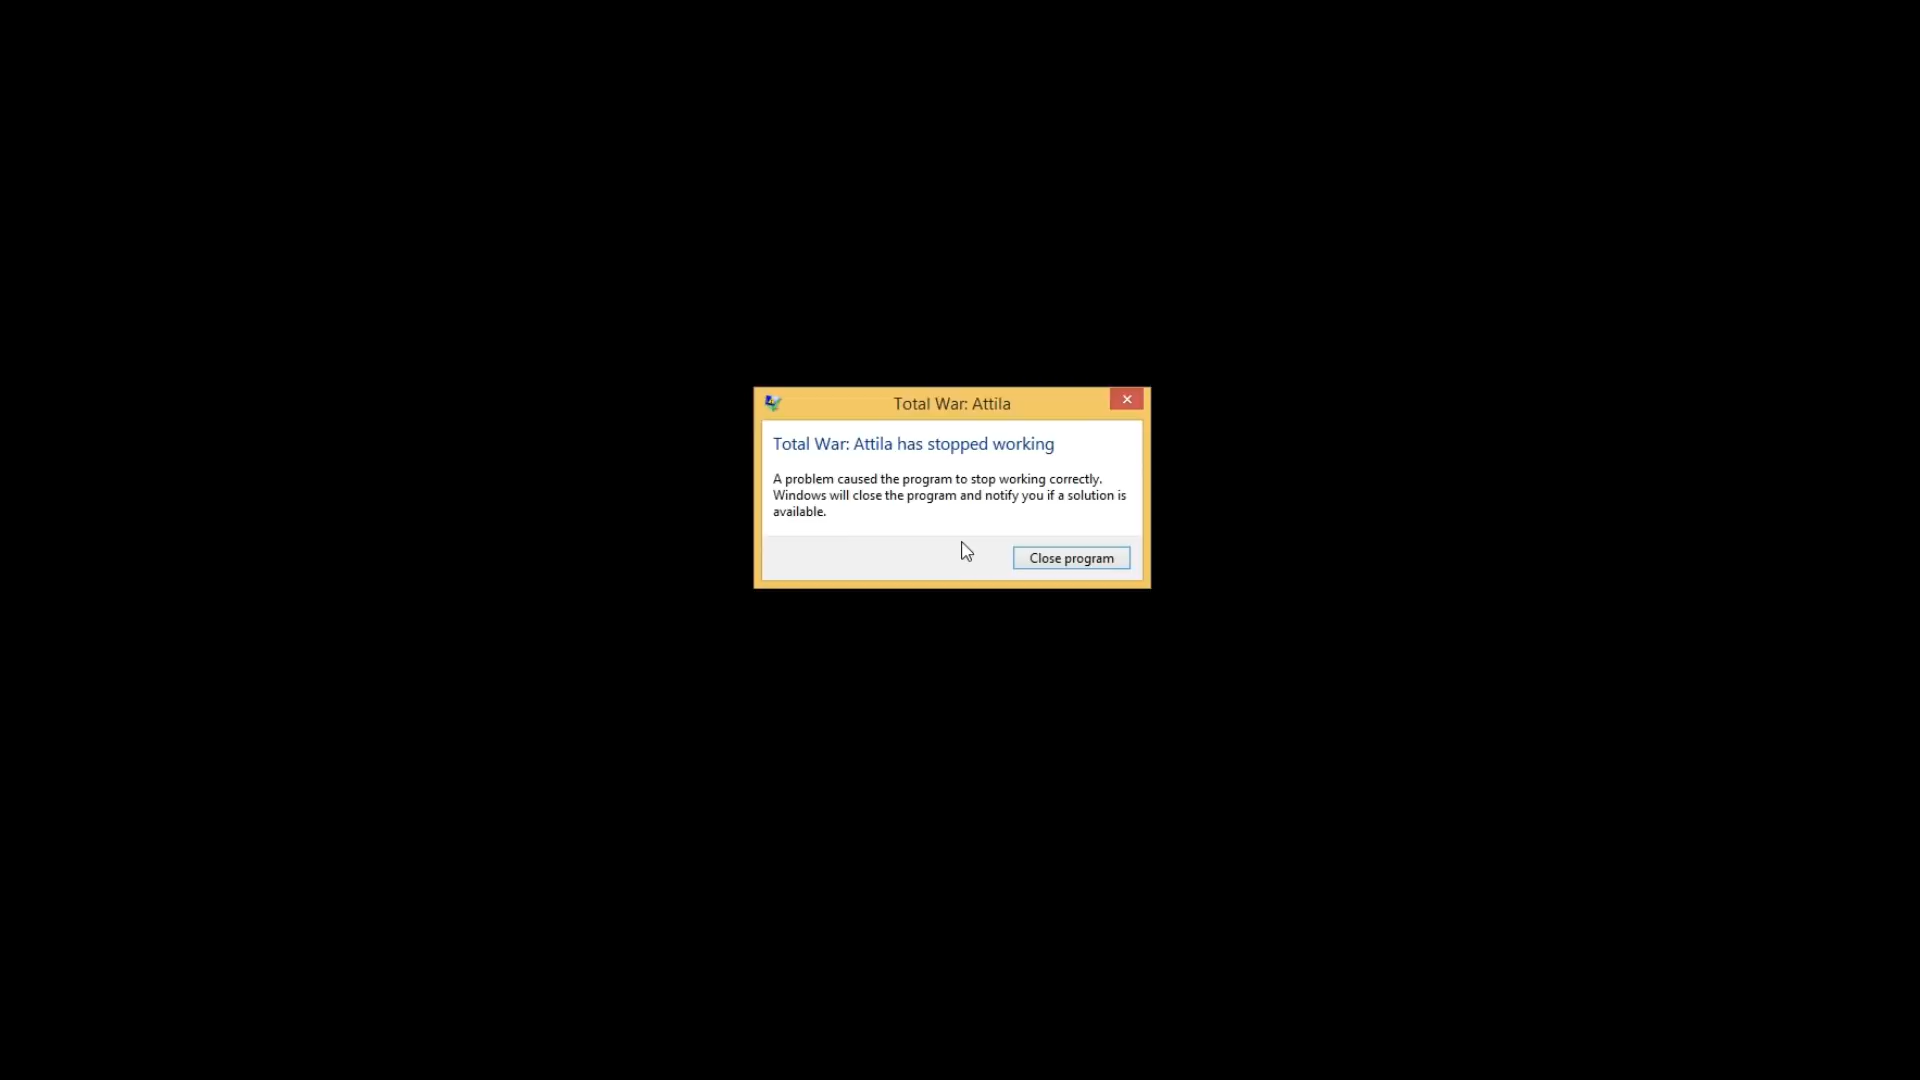 Total War: Attila
Total War: Attila has stopped working
A problem caused the program to stop working correctly.
Windows will close the program and notify you if a solution is
available.
Close program